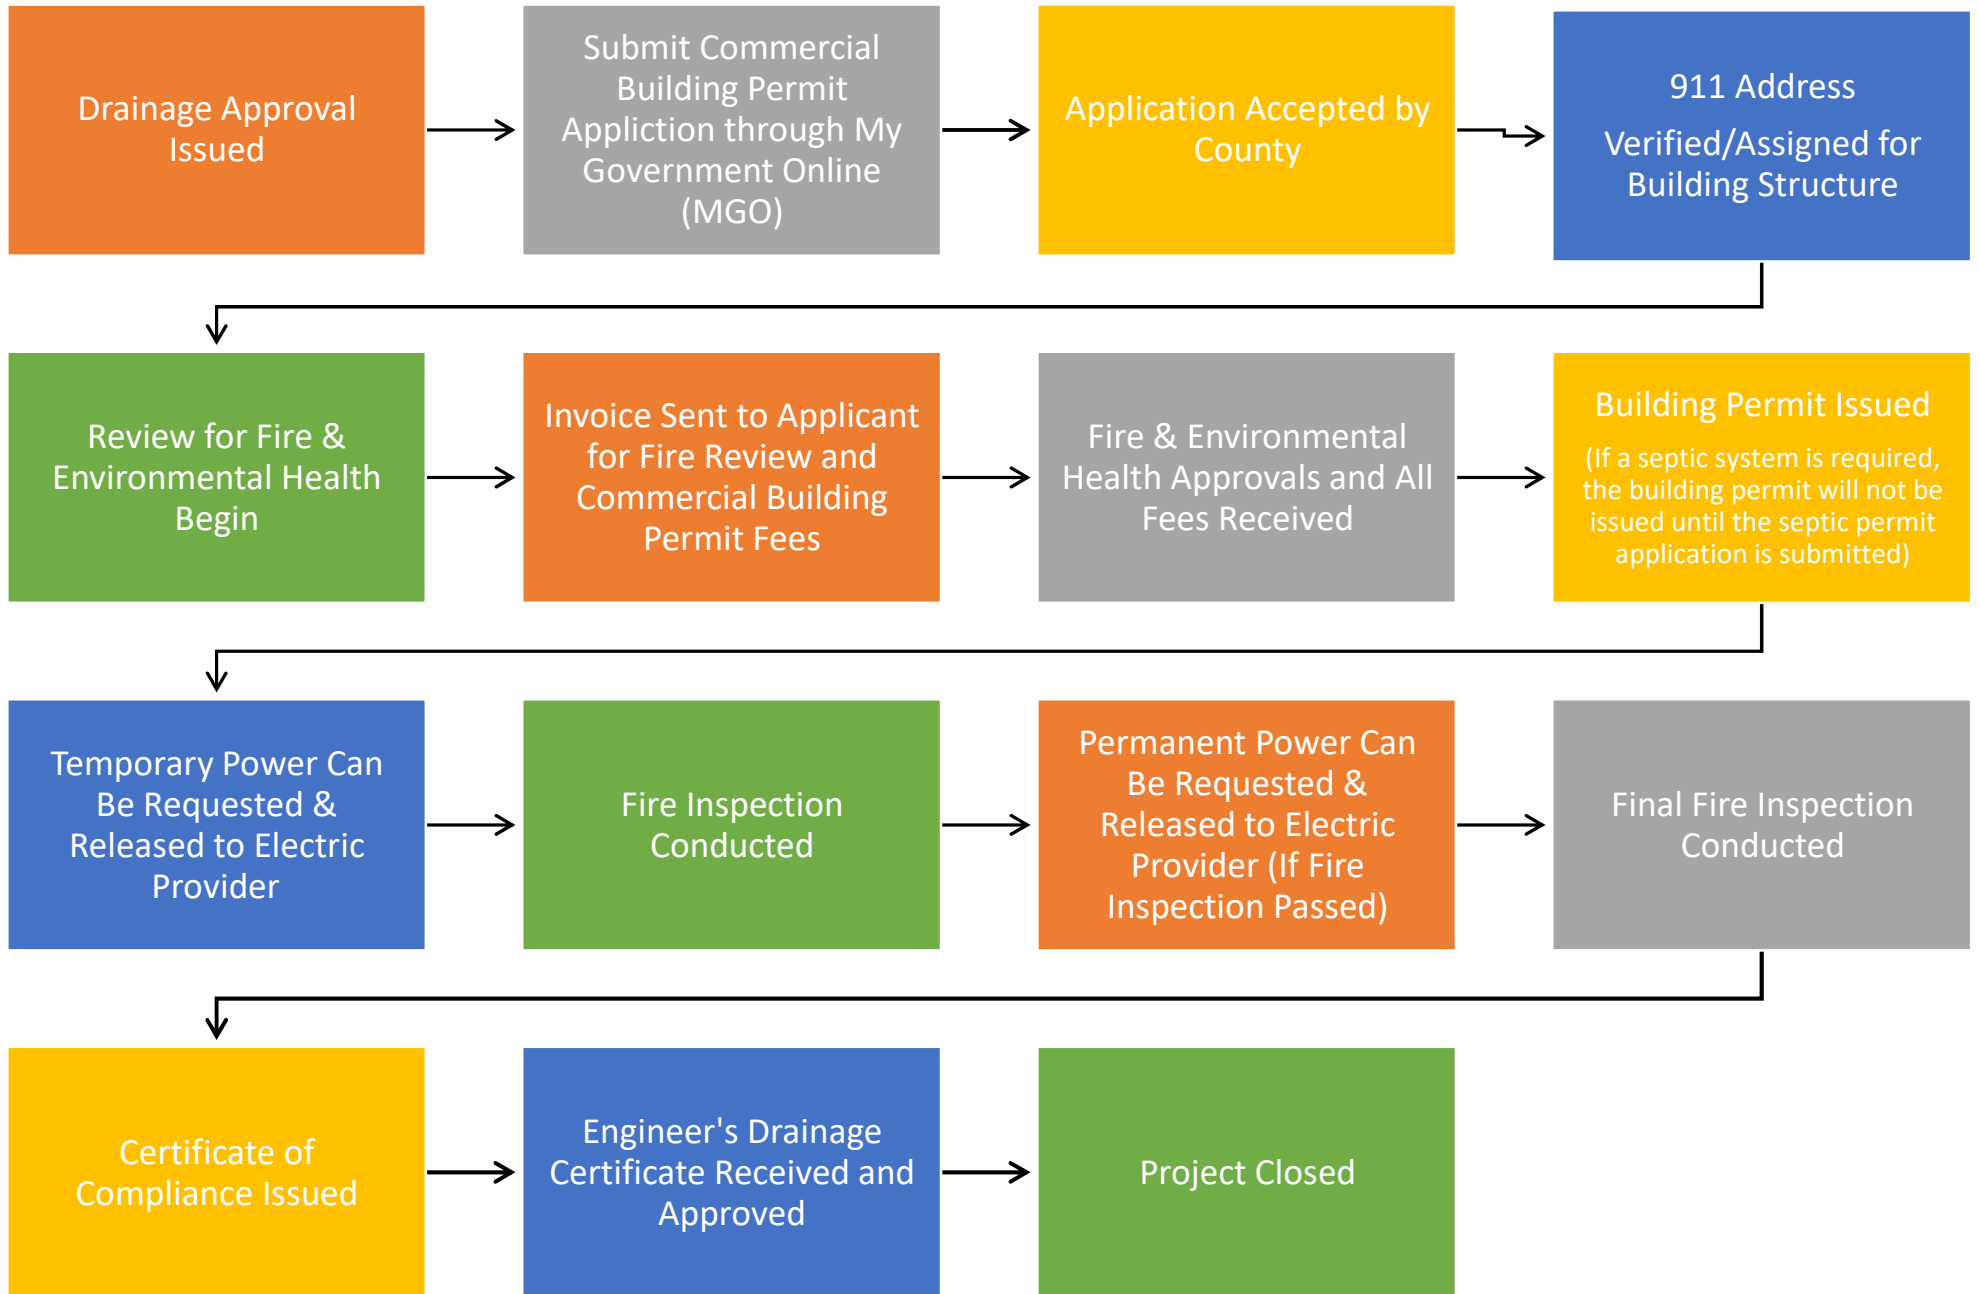 Drainage Approval
Issued
Submit Commercial
Building Permit
Appliction through My
Government Online
(MGO)
Application Accepted by
County
911 Address
Verified/Assigned for
Building Structure
Review for Fire &
Environmental Health
Begin
Invoice Sent to Applicant
for Fire Review and
Commercial Building
Permit Fees
Fire & Environmental
Health Approvals and All
Fees Received
Building Permit Issued
(If a septic system is required,
the building permit will not be
issued until the septic permit
application is submitted)
Temporary Power Can
Be Requested &
Released to Electric
Provider
Fire Inspection
Conducted
Permanent Power Can
Be Requested &
Released to Electric
Provider (If Fire
Inspection Passed)
Final Fire Inspection
Conducted
Certificate of
Compliance Issued
Engineer's Drainage
Certificate Received and
Approved
Project Closed